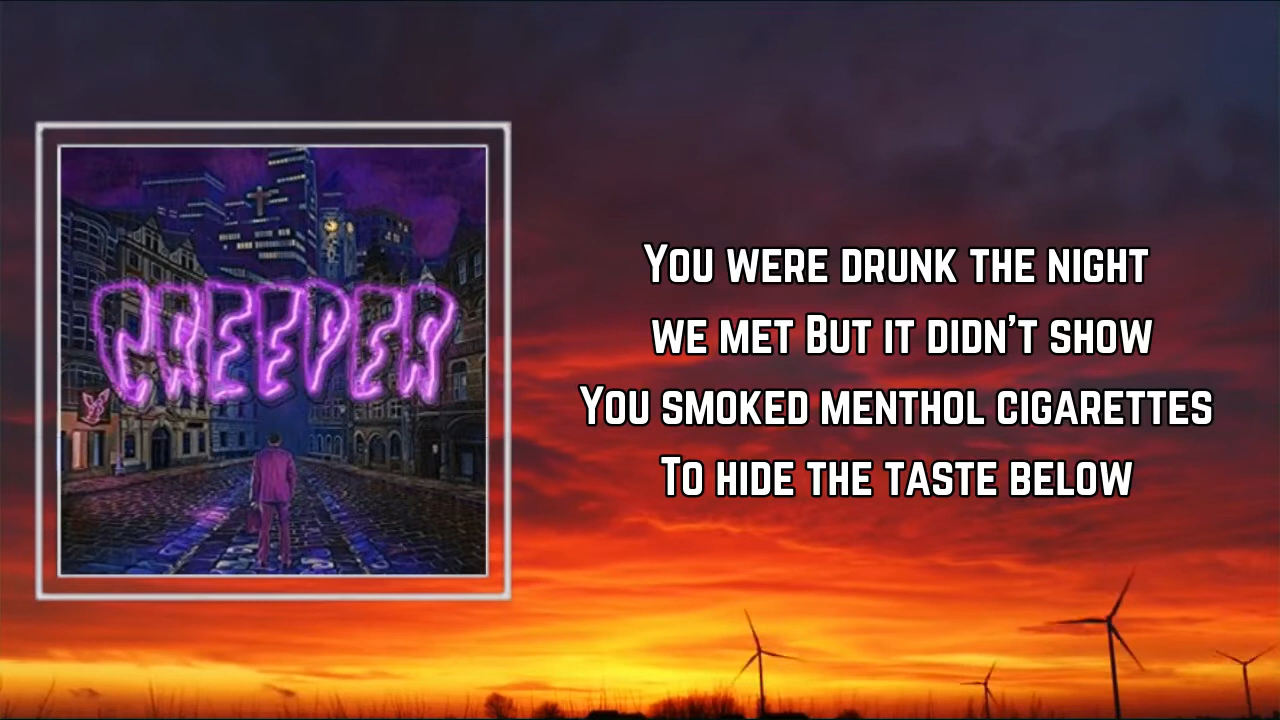 CREEPER
You were drunk the night
we met But it didn't show
You smoked menthol cigarettes
To hide the taste below